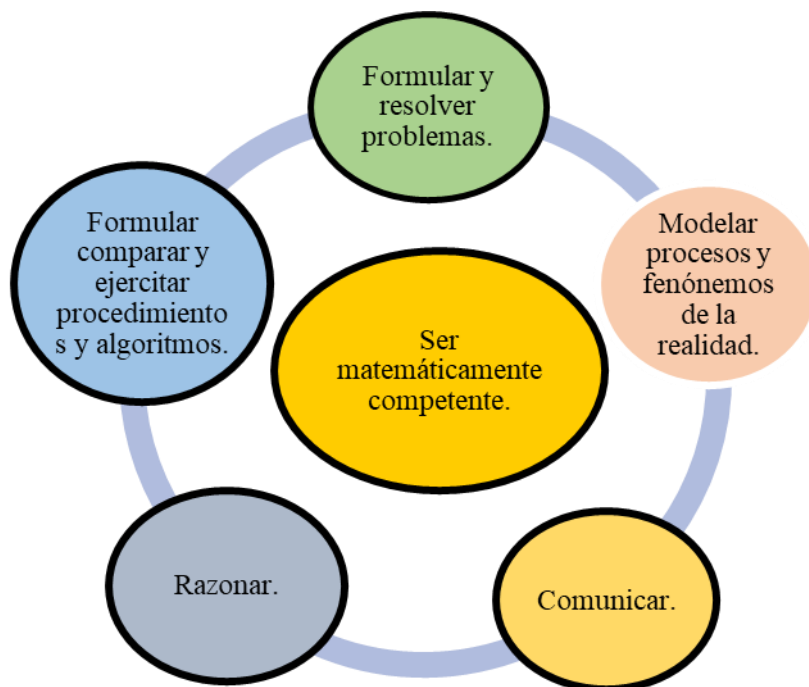 Formular y
resolver
problemas.
Modelar
procesos y
fenónemos
de la
realidad.
Comunicar.
Razonar.
Formular
comparar y
ejercitar
procedimiento
s y algoritmos.
Ser
matemáticamente
competente.